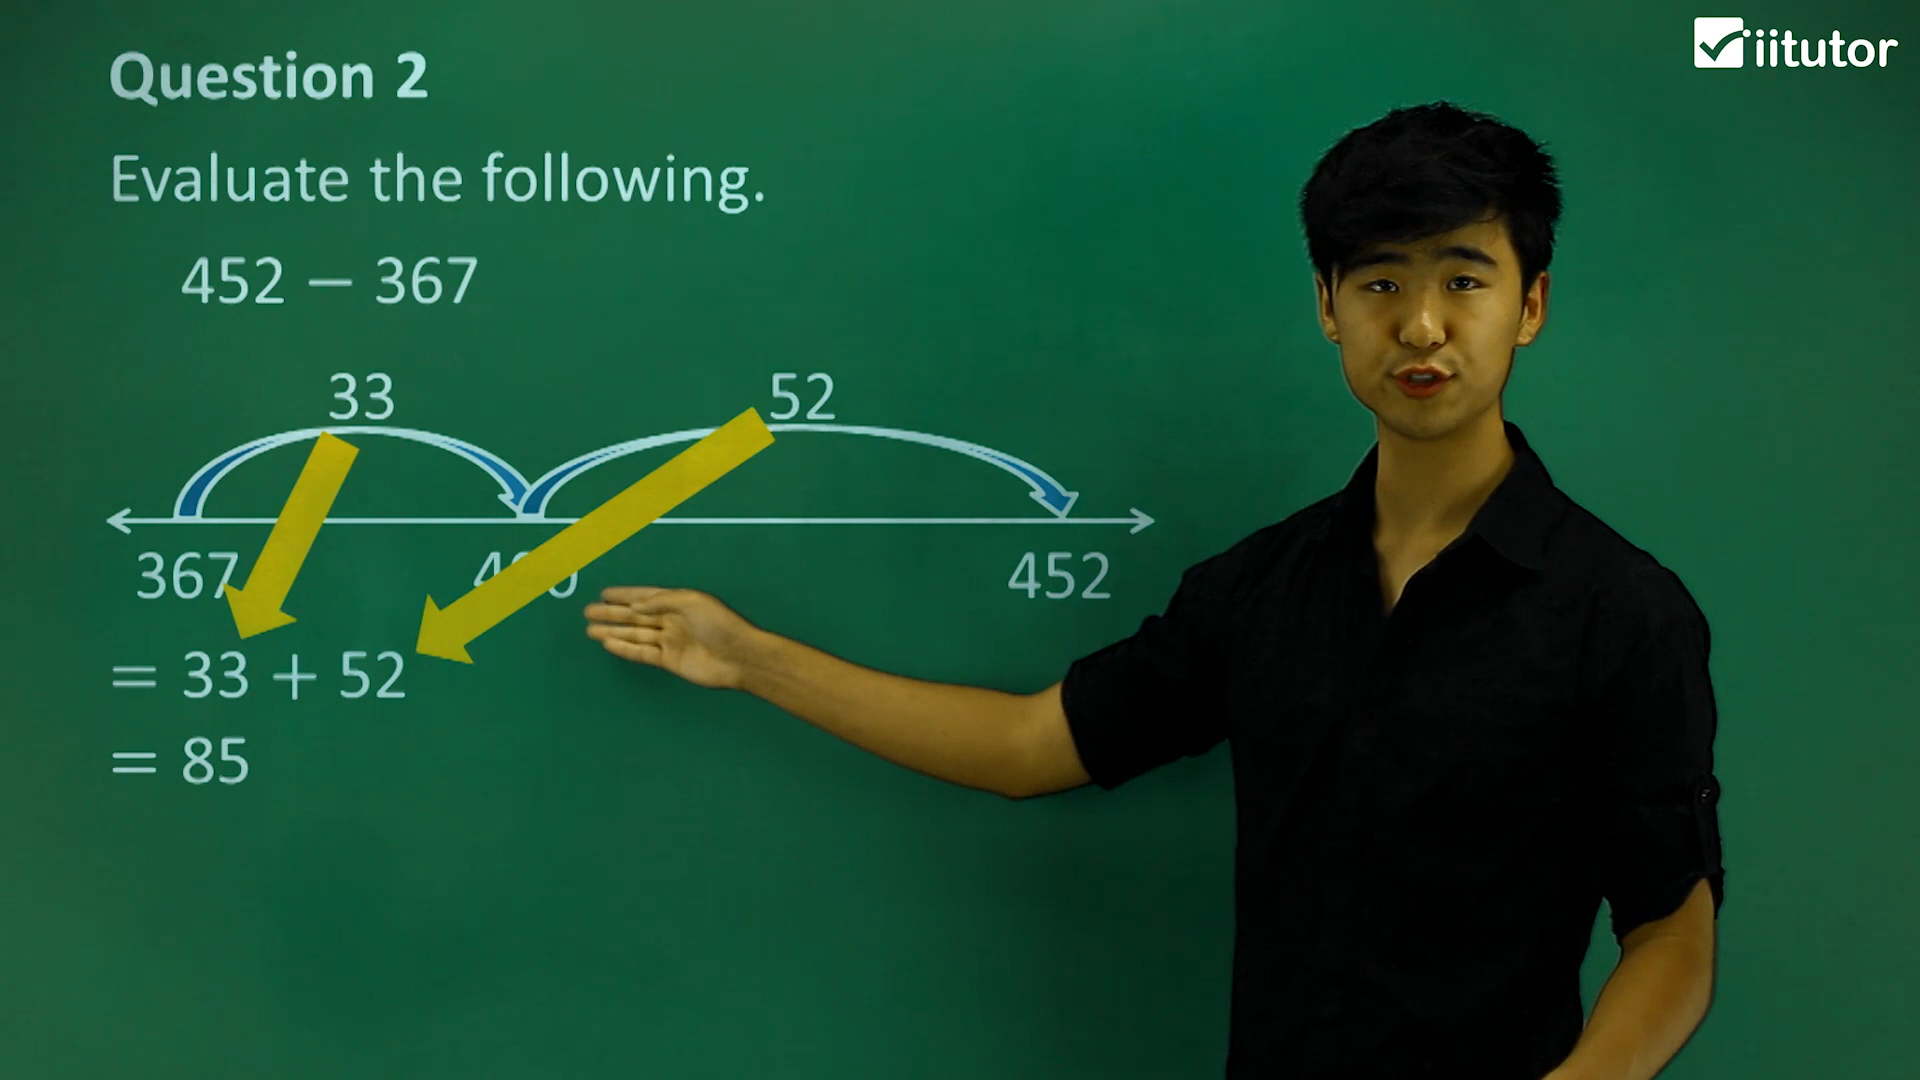 iitutor
Question 2
Evaluate the following.
452 − 367
33 52
367 452
= 33 + 52
= 85